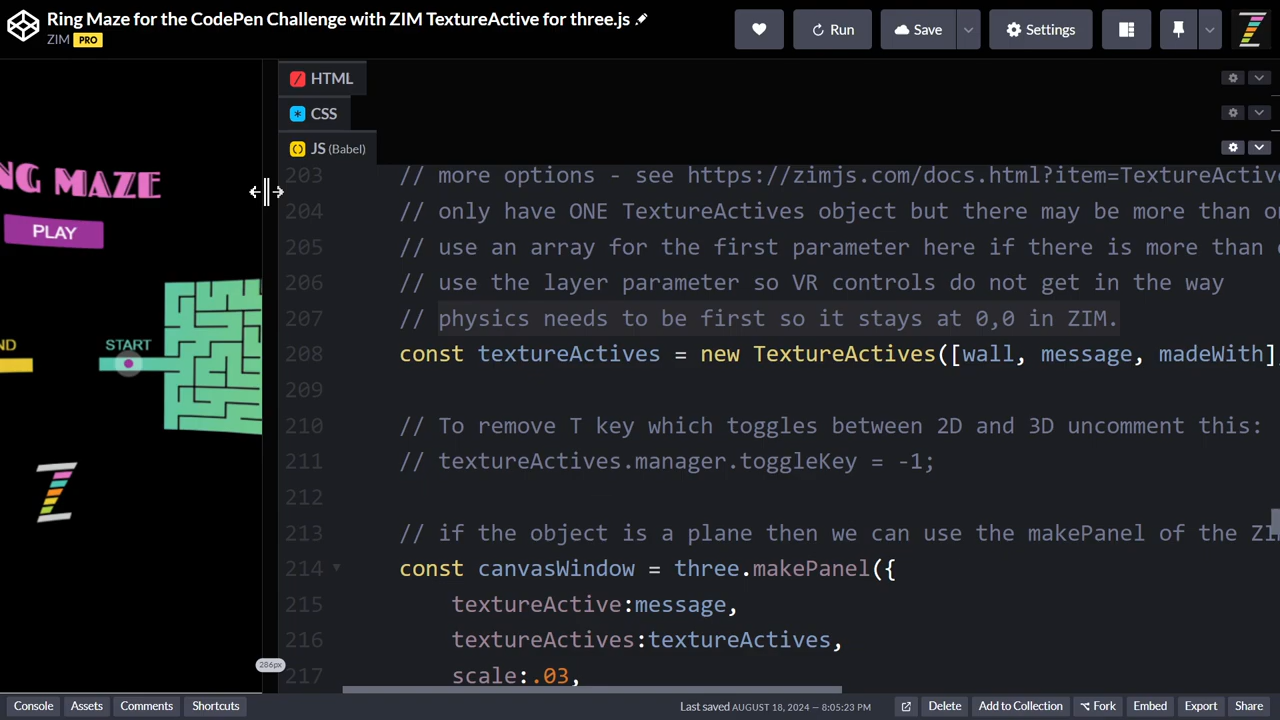 Ring Maze for the CodePen Challenge with ZIM TextureActive for three.js
ZIM PRO
Run
Save
Settings
NG MAZE
PLAY
ND
START
286px
HTML
CSS
JS (Babel)
203 // more options - see https://zimjs.com/docs.html?item=TextureActive
204 // only have ONE TextureActives object but there may be more than o
205 // use an array for the first parameter here if there is more than
206 // use the layer parameter so VR controls do not get in the way
207 // physics needs to be first so it stays at 0,0 in ZIM.
208 const textureActives = new TextureActives([wall, message, madeWith]
209
210 // To remove T key which toggles between 2D and 3D uncomment this:
211 // textureActives.manager.toggleKey = -1;
212
213 // if the object is a plane then we can use the makePanel of the ZI
214 const canvasWindow = three.makePanel({
215 textureActive:message,
216 textureActives:textureActives,
217 scale:.03,
Console Assets Comments Shortcuts Last saved AUGUST 18, 2024 — 8:05:23 PM Delete Add to Collection Fork Embed Export Share